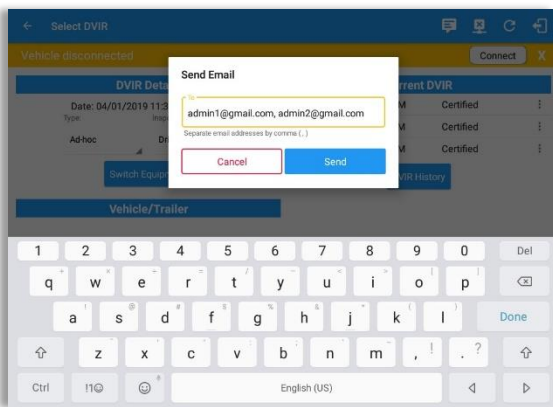 Select DVIR
Vehicle disconnected
Connect X
DVIR Deta
rrent DVIR
Date: 04/01/2019 11:3
Type:
Insp
Ad-hoc
Dri
M Certified
M Certified
M Certified
Switch Equip
VIR History
Vehicle/Trailer
Send Email
To:
admin1@gmail.com, admin2@gmail.com
Separate email addresses by comma ( , )
Cancel Send
1 2 3 4 5 6 7 8 9 0 Del
q w e r t y u i o p
a s d f g h j k l Done
z x c v b n m , ! . ?
Ctrl !1☺ English (US)